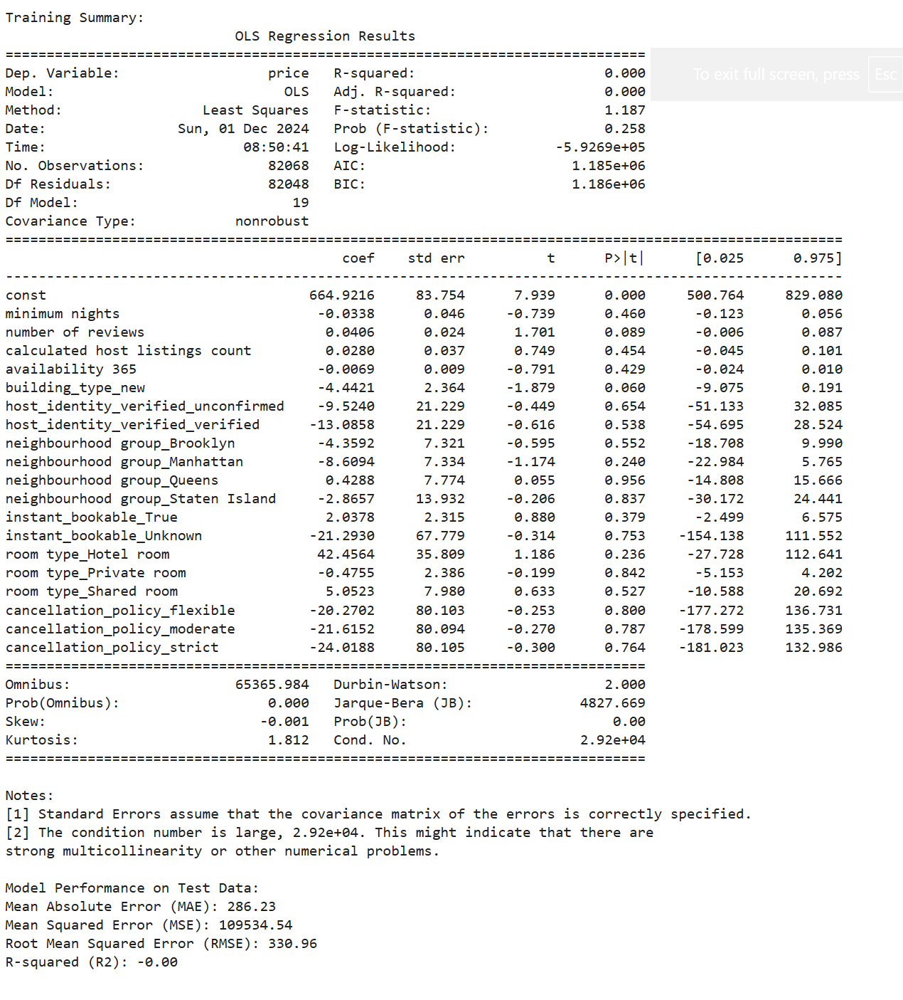 Training Summary:
                            OLS Regression Results
==============================================================================
Dep. Variable:                  price   R-squared:                       0.000
To exit full screen, press Esc
Model:                            OLS   Adj. R-squared:                  0.000
Method:                 Least Squares   F-statistic:                     1.187
Date:                Sun, 01 Dec 2024   Prob (F-statistic):              0.258
Time:                        08:50:41   Log-Likelihood:            -5.9269e+05
No. Observations:               82068   AIC:                         1.185e+06
Df Residuals:                   82048   BIC:                         1.186e+06
Df Model:                          19
Covariance Type:            nonrobust
======================================================================================================
                                         coef    std err          t      P>|t|      [0.025      0.975]
------------------------------------------------------------------------------------------------------
const                                664.9216     83.754      7.939      0.000     500.764     829.080
minimum nights                        -0.0338      0.046     -0.739      0.460      -0.123       0.056
number of reviews                      0.0406      0.024      1.701      0.089      -0.006       0.087
calculated host listings count         0.0280      0.037      0.749      0.454      -0.045       0.101
availability 365                      -0.0069      0.009     -0.791      0.429      -0.024       0.010
building_type_new                     -4.4421      2.364     -1.879      0.060      -9.075       0.191
host_identity_verified_unconfirmed    -9.5240     21.229     -0.449      0.654     -51.133      32.085
host_identity_verified_verified      -13.0858     21.229     -0.616      0.538     -54.695      28.524
neighbourhood group_Brooklyn          -4.3592      7.321     -0.595      0.552     -18.708       9.990
neighbourhood group_Manhattan         -8.6094      7.334     -1.174      0.240     -22.984       5.765
neighbourhood group_Queens             0.4288      7.774      0.055      0.956     -14.808      15.666
neighbourhood group_Staten Island     -2.8657     13.932     -0.206      0.837     -30.172      24.441
instant_bookable_True                  2.0378      2.315      0.880      0.379      -2.499       6.575
instant_bookable_Unknown             -21.2930     67.779     -0.314      0.753    -154.138     111.552
room type_Hotel room                  42.4564     35.809      1.186      0.236     -27.728     112.641
room type_Private room                -0.4755      2.386     -0.199      0.842      -5.153       4.202
room type_Shared room                  5.0523      7.980      0.633      0.527     -10.588      20.692
cancellation_policy_flexible         -20.2702     80.103     -0.253      0.800    -177.272     136.731
cancellation_policy_moderate         -21.6152     80.094     -0.270      0.787    -178.599     135.369
cancellation_policy_strict           -24.0188     80.105     -0.300      0.764    -181.023     132.986
==============================================================================
Omnibus:                    65365.984   Durbin-Watson:                   2.000
Prob(Omnibus):                  0.000   Jarque-Bera (JB):             4827.669
Skew:                          -0.001   Prob(JB):                         0.00
Kurtosis:                       1.812   Cond. No.                     2.92e+04
==============================================================================

Notes:
[1] Standard Errors assume that the covariance matrix of the errors is correctly specified.
[2] The condition number is large, 2.92e+04. This might indicate that there are
strong multicollinearity or other numerical problems.

Model Performance on Test Data:
Mean Absolute Error (MAE): 286.23
Mean Squared Error (MSE): 109534.54
Root Mean Squared Error (RMSE): 330.96
R-squared (R2): -0.00